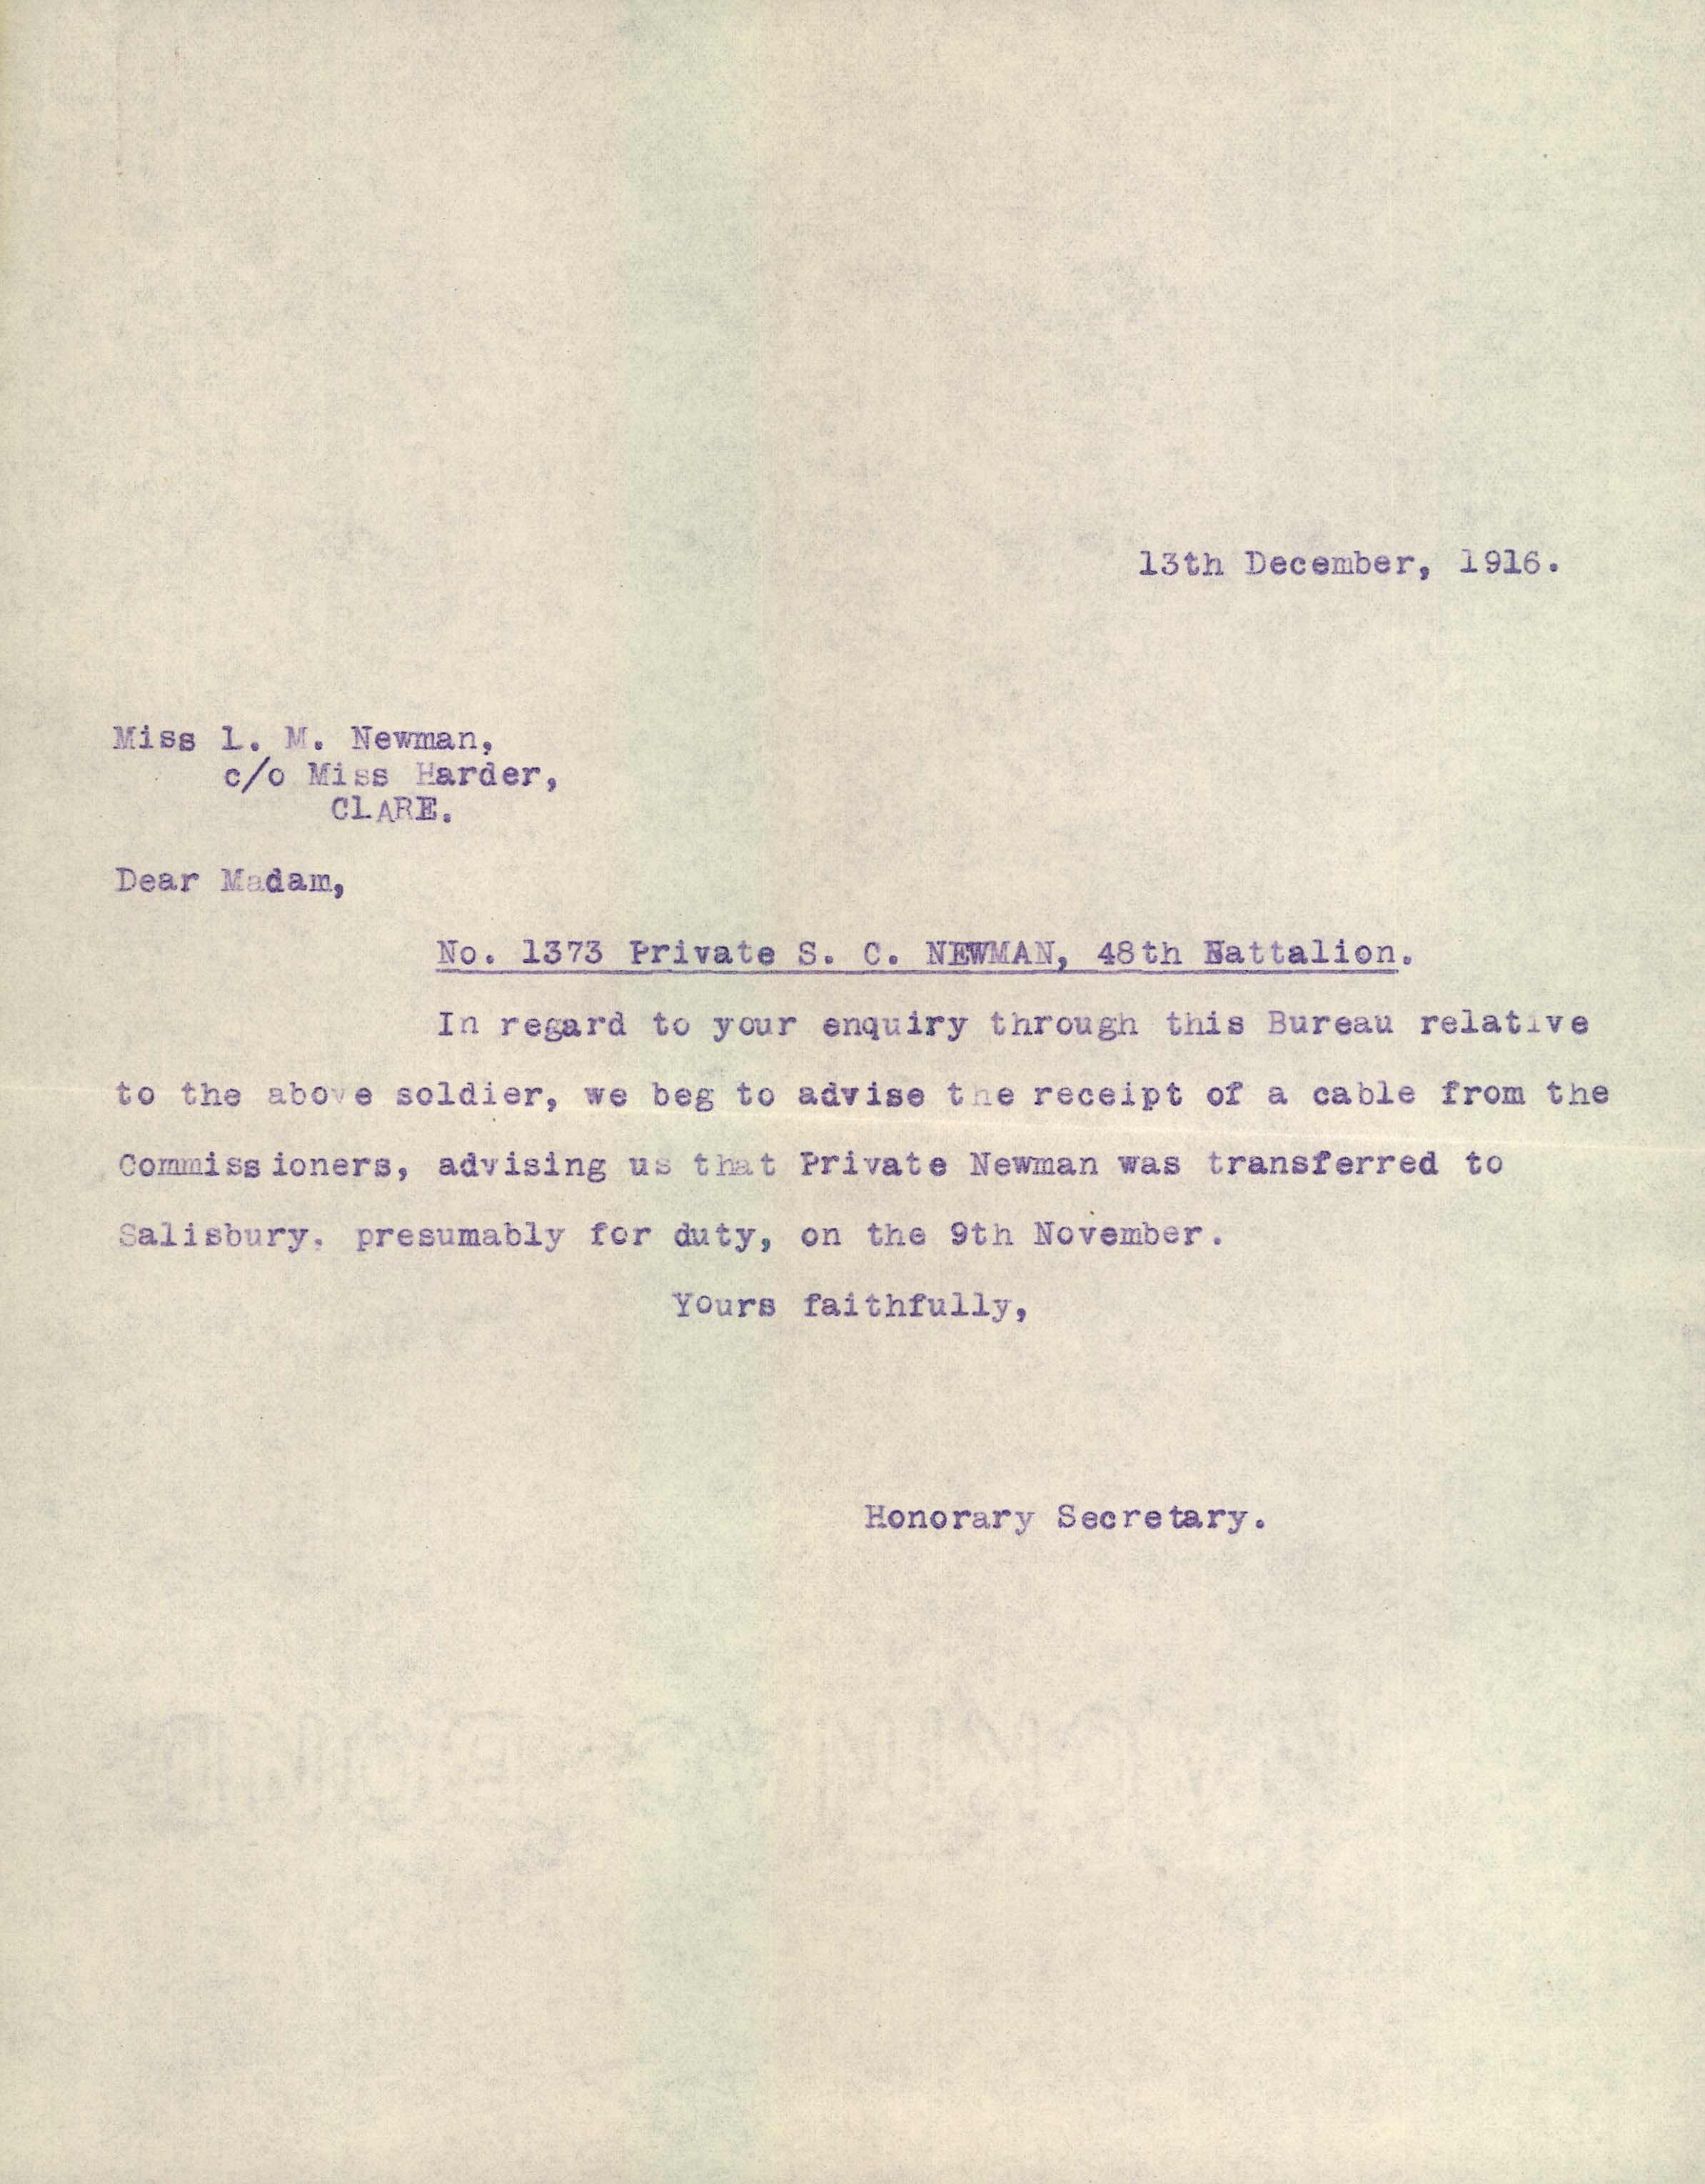 13th December, 1916.
Miss L. M. Newman,
c/o Miss Harder,
CLARE.
Dear Madam,
No. 1373 Private S. C. NEWMAN, 48th Battalion.
In regard to your enquiry through this Bureau relative
to the above soldier, we beg to advise the receipt of a cable from the
Commissioners, advising us that Private Newman was transferred to
Salisbury, presumably for duty, on the 9th November.
Yours faithfully,
Honorary Secretary.